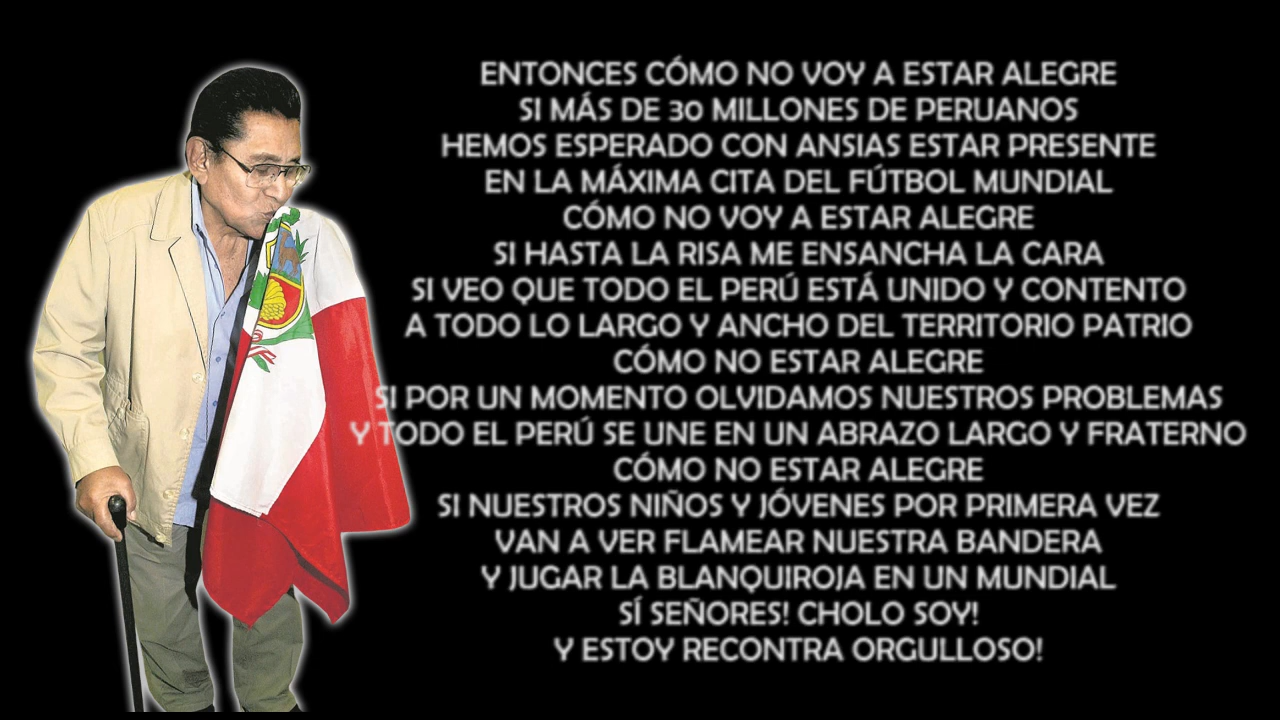 ENTONCES CÓMO NO VOY A ESTAR ALEGRE
SI MÁS DE 30 MILLONES DE PERUANOS
HEMOS ESPERADO CON ANSIAS ESTAR PRESENTE
EN LA MÁXIMA CITA DEL FÚTBOL MUNDIAL
CÓMO NO VOY A ESTAR ALEGRE
SI HASTA LA RISA ME ENSANCHA LA CARA
SI VEO QUE TODO EL PERÚ ESTÁ UNIDO Y CONTENTO
A TODO LO LARGO Y ANCHO DEL TERRITORIO PATRIO
CÓMO NO ESTAR ALEGRE
SI POR UN MOMENTO OLVIDAMOS NUESTROS PROBLEMAS
Y TODO EL PERÚ SE UNE EN UN ABRAZO LARGO Y FRATERNO
CÓMO NO ESTAR ALEGRE
SI NUESTROS NIÑOS Y JÓVENES POR PRIMERA VEZ
VAN A VER FLAMEAR NUESTRA BANDERA
Y JUGAR LA BLANQUIROJA EN UN MUNDIAL
SÍ SEÑORES! CHOLO SOY!
Y ESTOY RECONTRA ORGULLOSO!